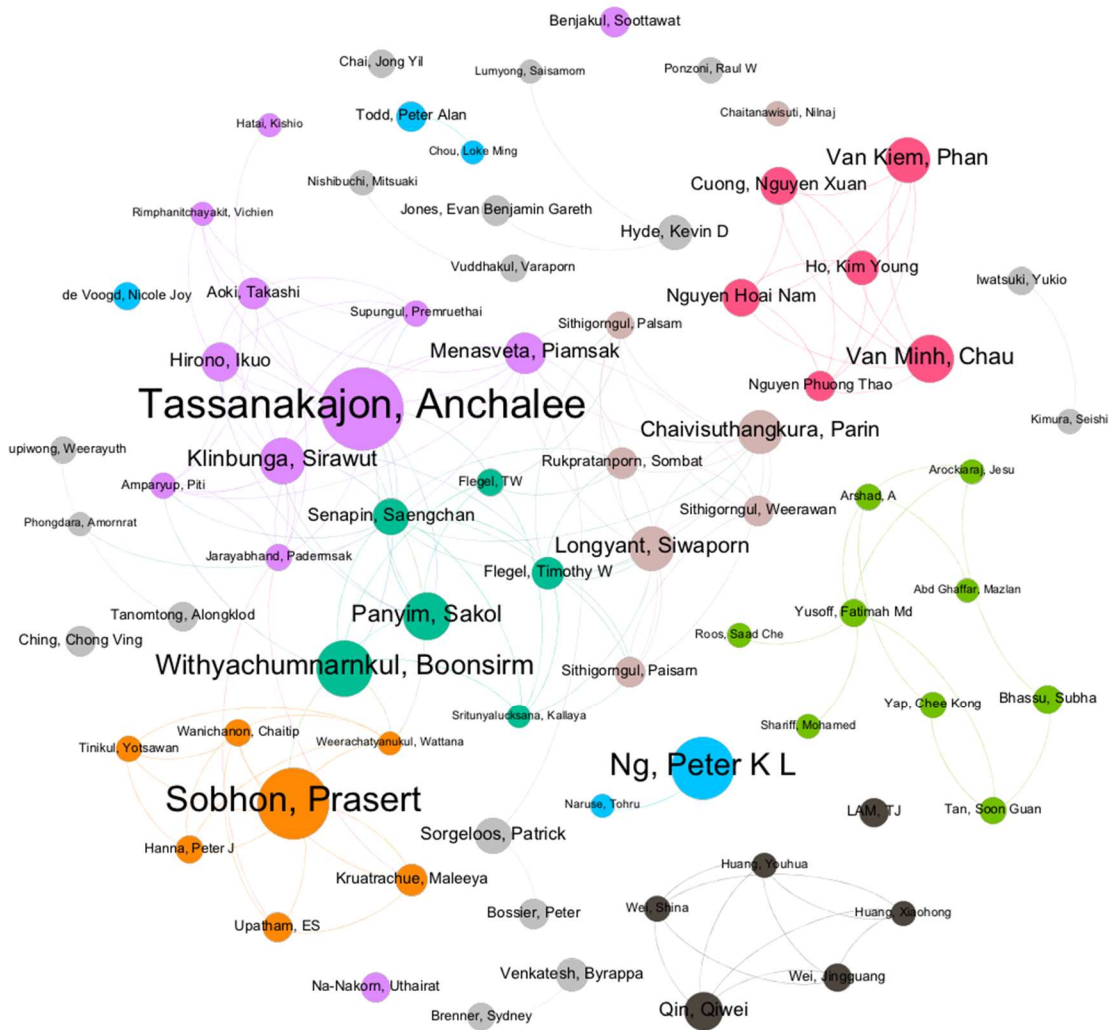 Benjakul, Soottawat
Chai, Jong Yil
Lumyong, Saisamorn
Ponzoni, Raul W
Todd, Peter Alan
Chaitanawisuti, Nilnaj
Hatai, Kishio
Chou, Loke Ming
Van Kiem, Phan
Nishibuchi, Mitsuaki
Cuong, Nguyen Xuan
Rimphanitchayakit, Vichien
Jones, Evan Benjamin Gareth
Hyde, Kevin D
Vuddhakul, Varaporn
Ho, Kim Young
Iwatsuki, Yukio
de Voogd, Nicole Joy
Aoki, Takashi
Nguyen Hoai Nam
Supungul, Premruethai
Sithigorngul, Paisarn
Menasveta, Piamsak
Hirono, Ikuo
Van Minh, Chau
Nguyen Phuong Thao
Tassanakajon, Anchalee
Kimura, Seishi
Chaivisuthangkura, Parin
upiwong, Weerayuth
Klinbunga, Sirawut
Rukpratanporn, Sombat
Arockiaraj, Jesu
Amparyup, Piti
Flegel, TW
Arshad, A
Sithigorngul, Weerawan
Senapin, Saengchan
Phongdara, Amornrat
Longyant, Siwaporn
Jarayabhand, Padermsak
Flegel, Timothy W
Abd Ghaffar, Mazlan
Yusoff, Fatimah Md
Tanomtong, Alongklod
Panyim, Sakol
Roos, Saad Che
Ching, Chong Ving
Withyachumnarnkul, Boonsirm
Sithigorngul, Paisarn
Bhassu, Subha
Yap, Chee Kong
Sritunyalucksana, Kallaya
Shariff, Mohamed
Wanichanon, Chaitip
Weerachatyanukul, Wattana
Tinikul, Yotsawan
Ng, Peter K L
Sobhon, Prasert
Naruse, Tohru
LAM, TJ
Tan, Soon Guan
Sorgeloos, Patrick
Hanna, Peter J
Huang, Youhua
Kruatrachue, Maleeya
Wei, Shina
Huang, Xiaohong
Bossier, Peter
Upatham, ES
Venkatesh, Byrappa
Wei, Jingguang
Na-Nakorn, Uthairat
Qin, Qiwei
Brenner, Sydney